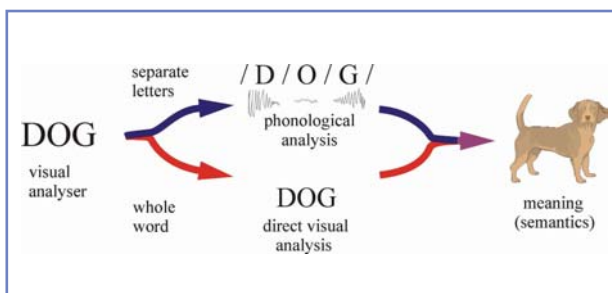 DOG
visual
analyser
separate
letters
whole
word
/ D / O / G /
phonological
analysis
DOG
direct visual
analysis
meaning
(semantics)